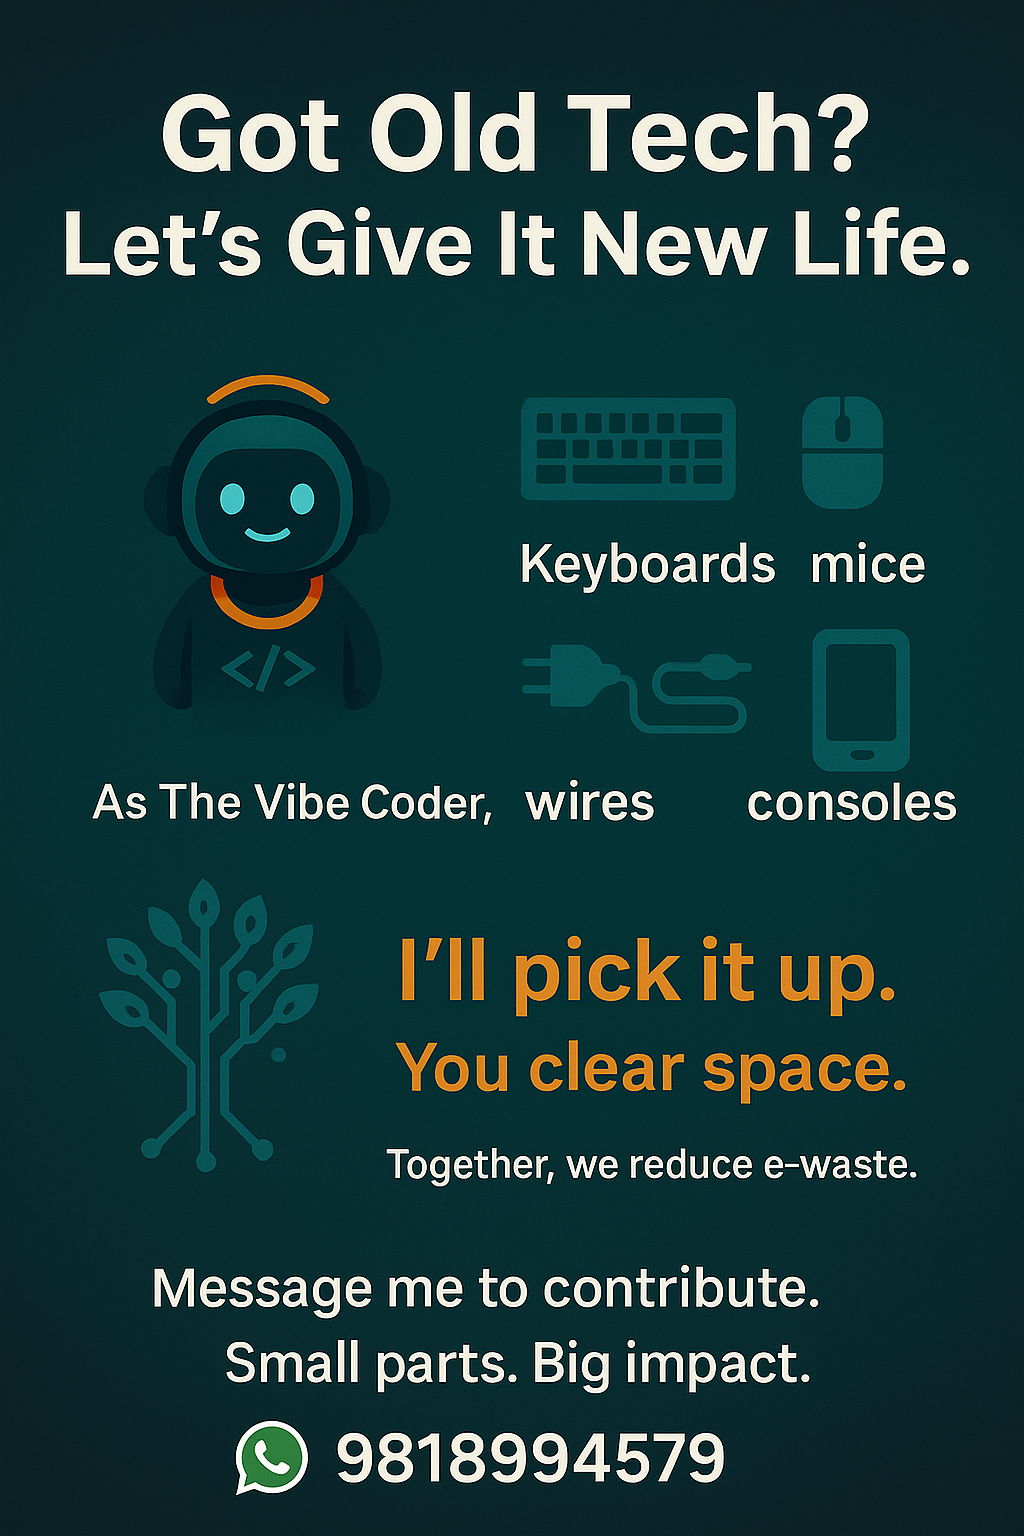 Got Old Tech?
Let's Give It New Life.
</>
Keyboards mice
As The Vibe Coder, wires consoles
I'll pick it up.
You clear space.
Together, we reduce e-waste.
Message me to contribute.
Small parts. Big impact.
9818994579